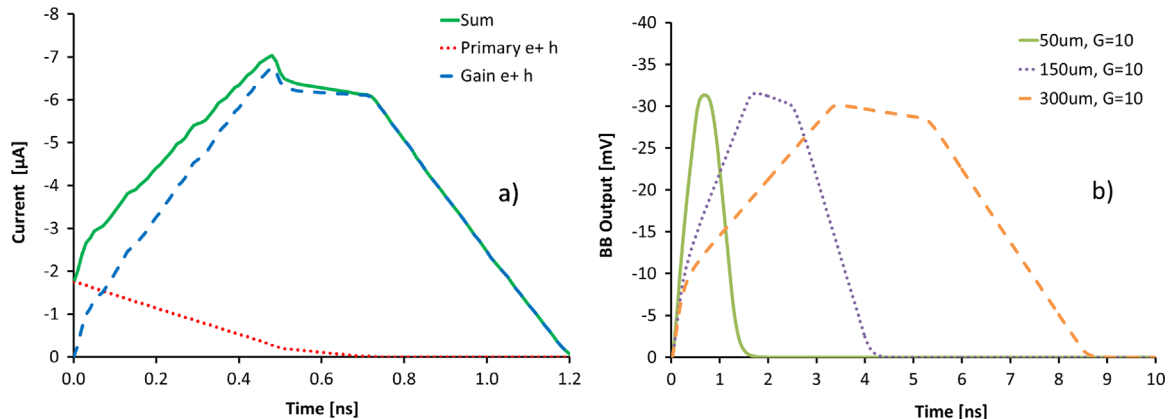 -8
-7
-6
-5
-4
-3
-2
-1
0
Current [µA]
0.0 0.2 0.4 0.6 0.8 1.0 1.2
Time [ns]
Sum
Primary e+ h
Gain e+ h
a)
-40
-35
-30
-25
-20
-15
-10
-5
0
BB Output [mV]
0 1 2 3 4 5 6 7 8 9 10
Time [ns]
50um, G=10
150um, G=10
300um, G=10
b)